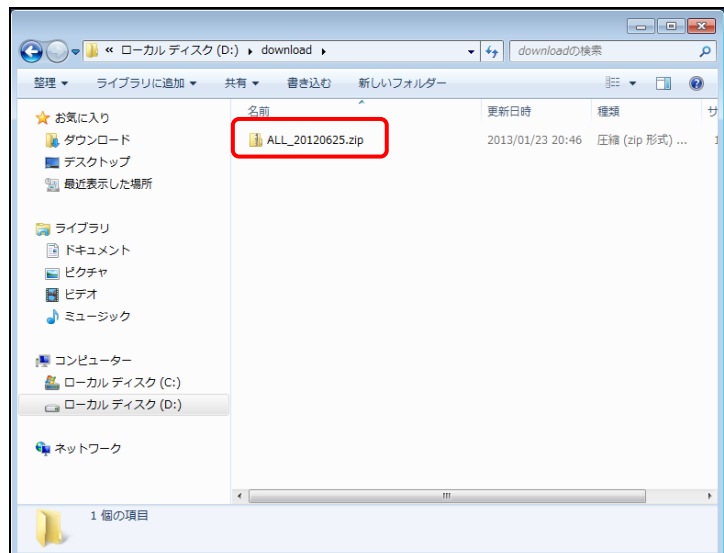 « ローカル ディスク (D:) ▸ download ▸
downloadの検索
整理 ▼ ライブラリに追加 ▼ 共有 ▼ 書き込む 新しいフォルダー
名前 更新日時 種類 サ
ALL_20120625.zip 2013/01/23 20:46 圧縮 (zip 形式) ... 1
お気に入り
ダウンロード
デスクトップ
最近表示した場所
ライブラリ
ドキュメント
ピクチャ
ビデオ
ミュージック
コンピューター
ローカル ディスク (C:)
ローカル ディスク (D:)
ネットワーク
1 個の項目